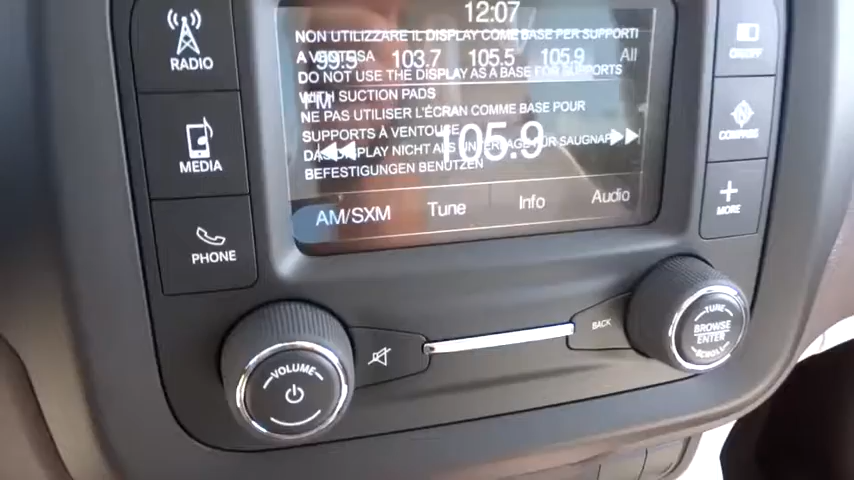 12:07
NON UTILIZZARE IL DISPLAY COME BASE PER SUPPORTI
A VENTOSA
99.5 103.7 105.5 105.9 All
DO NOT USE THE DISPLAY AS A BASE FOR SUPPORTS
WITH SUCTION PADS
FM
NE PAS UTILISER L'ÉCRAN COMME BASE POUR
SUPPORTS À VENTOUSE
105.9
DAS DISPLAY NICHT ALS UNTERLAGE FÜR SAUGNAPF-
BEFESTIGUNGEN BENUTZEN
AM/SXM Tune Info Audio
RADIO
MEDIA
PHONE
ON/OFF
COMPASS
MORE
VOLUME
BACK
TUNE
BROWSE
ENTER
SCROLL